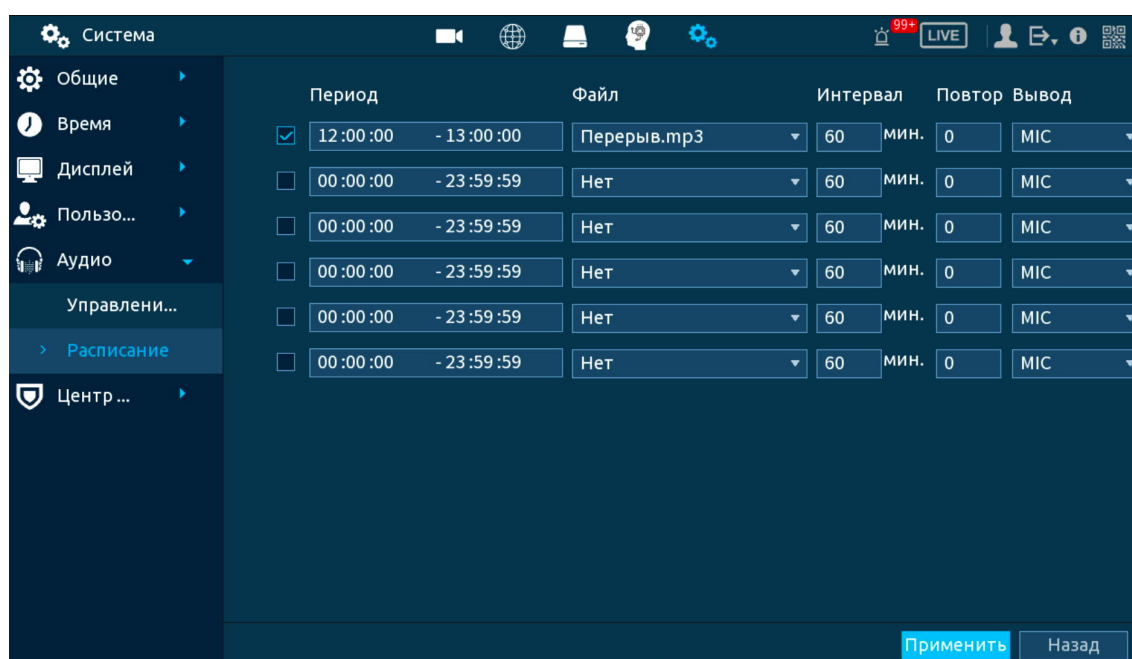 Система 99+ LIVE
Общие
Время
Дисплей
Пользо...
Аудио
Управлени...
Расписание
Центр ...
Период Файл Интервал Повтор Вывод
12:00:00 - 13:00:00 Перерыв.mp3 60 мин. 0 MIC
00:00:00 - 23:59:59 Нет 60 мин. 0 MIC
00:00:00 - 23:59:59 Нет 60 мин. 0 MIC
00:00:00 - 23:59:59 Нет 60 мин. 0 MIC
00:00:00 - 23:59:59 Нет 60 мин. 0 MIC
00:00:00 - 23:59:59 Нет 60 мин. 0 MIC
Применить Назад